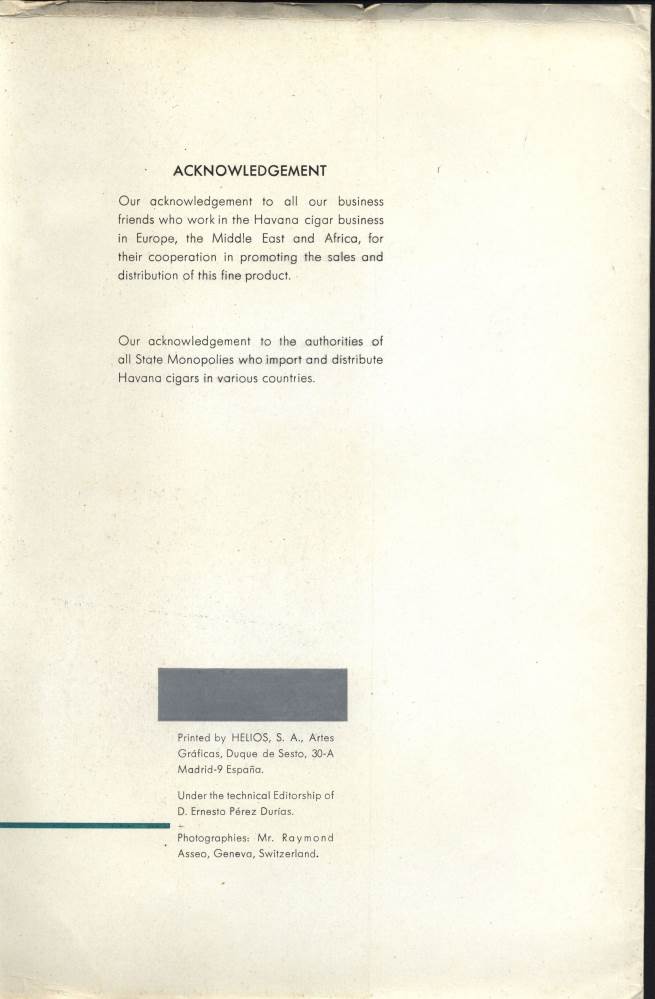 ACKNOWLEDGEMENT
Our acknowledgement to all our business
friends who work in the Havana cigar business
in Europe, the Middle East and Africa, for
their cooperation in promoting the sales and
distribution of this fine product.
Our acknowledgement to the authorities of
all State Monopolies who import and distribute
Havana cigars in various countries.
Printed by HELIOS, S. A., Artes
Gráficas, Duque de Sesto, 30-A
Madrid-9 España.
Under the technical Editorship of
D. Ernesto Pérez Durías.
Photographies: Mr. Raymond
Asseo, Geneva, Switzerland.